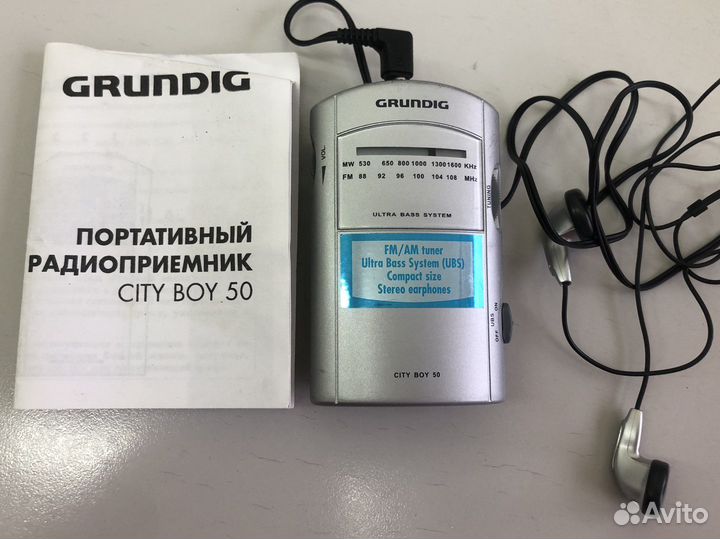 GRUNDIG
ПОРТАТИВНЫЙ
РАДИОПРИЕМНИК
CITY BOY 50
GRUNDIG
VOL.
MW 530 650 800 1000 1300 1600 KHz
FM 88 92 96 100 104 108 MHz
TUNING
ULTRA BASS SYSTEM
FM/AM tuner
Ultra Bass System (UBS)
Compact size
Stereo earphones
OFF UBS ON
CITY BOY 50
Avito